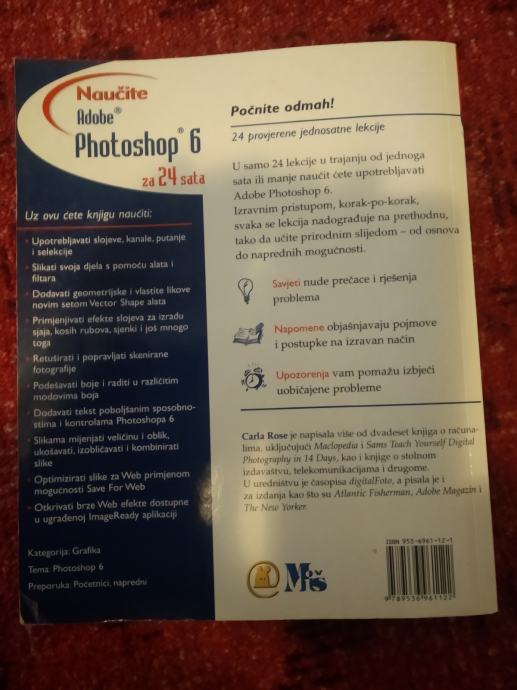 Naučite
Adobe®
Photoshop® 6
za 24 sata
Uz ovu ćete knjigu naučiti:
Upotrebljavati slojeve, kanale, putanje
i selekcije
Slikati svoja djela s pomoću alata i
filtara
Dodavati geometrijske i vlastite likove
novim setom Vector Shape alata
Primjenjivati efekte slojeva za izradu
sjaja, kosih rubova, sjenki i još mnogo
toga
Retuširati i popravljati skenirane
fotografije
Podešavati boje i raditi u različitim
modovima boja
Dodavati tekst poboljšanim sposobno-
stima i kontrolama Photoshopa 6
Slikama mijenjati veličinu i oblik,
ukošavati, izobličavati i kombinirati
slike
Optimizirati slike za Web primjenom
mogućnosti Save For Web
Otkrivati brze Web efekte dostupne
u ugrađenoj ImageReady aplikaciji
Kategorija: Grafika
Tema: Photoshop 6
Preporuka: Početnici, napredni
Počnite odmah!
24 provjerene jednosatne lekcije
U samo 24 lekcije u trajanju od jednoga
sata ili manje naučit ćete upotrebljavati
Adobe Photoshop 6.
Izravnim pristupom, korak-po-korak,
svaka se lekcija nadograđuje na prethodnu,
tako da učite prirodnim slijedom – od osnova
do naprednih mogućnosti.
Savjeti nude prečace i rješenja
problema
Napomene objašnjavaju pojmove
i postupke na izravan način
Upozorenja vam pomažu izbjeći
uobičajene probleme
Carla Rose je napisala više od dvadeset knjiga o računa-
lima, uključujući Maclopedia i Sams Teach Yourself Digital
Photography in 14 Days, kao i knjige o stolnom
izdavaštvu, telekomunikacijama i drugome.
U uredništvu je časopisa digitalFoto, a pisala je i
za izdanja kao što su Atlantic Fisherman, Adobe Magazin i
The New Yorker.
ISBN 953-6961-12-1
9 789536 961122
Miš